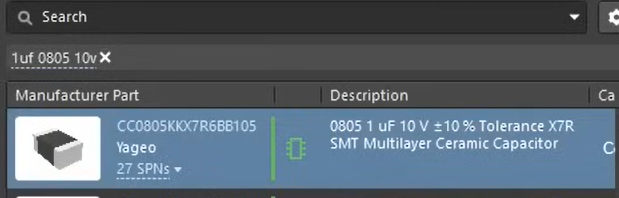 Search
1uf 0805 10v
Manufacturer Part Description Ca
CC0805KKX7R6BB105
Yageo
27 SPNs
0805 1 uF 10 V ±10 % Tolerance X7R
SMT Multilayer Ceramic Capacitor
C